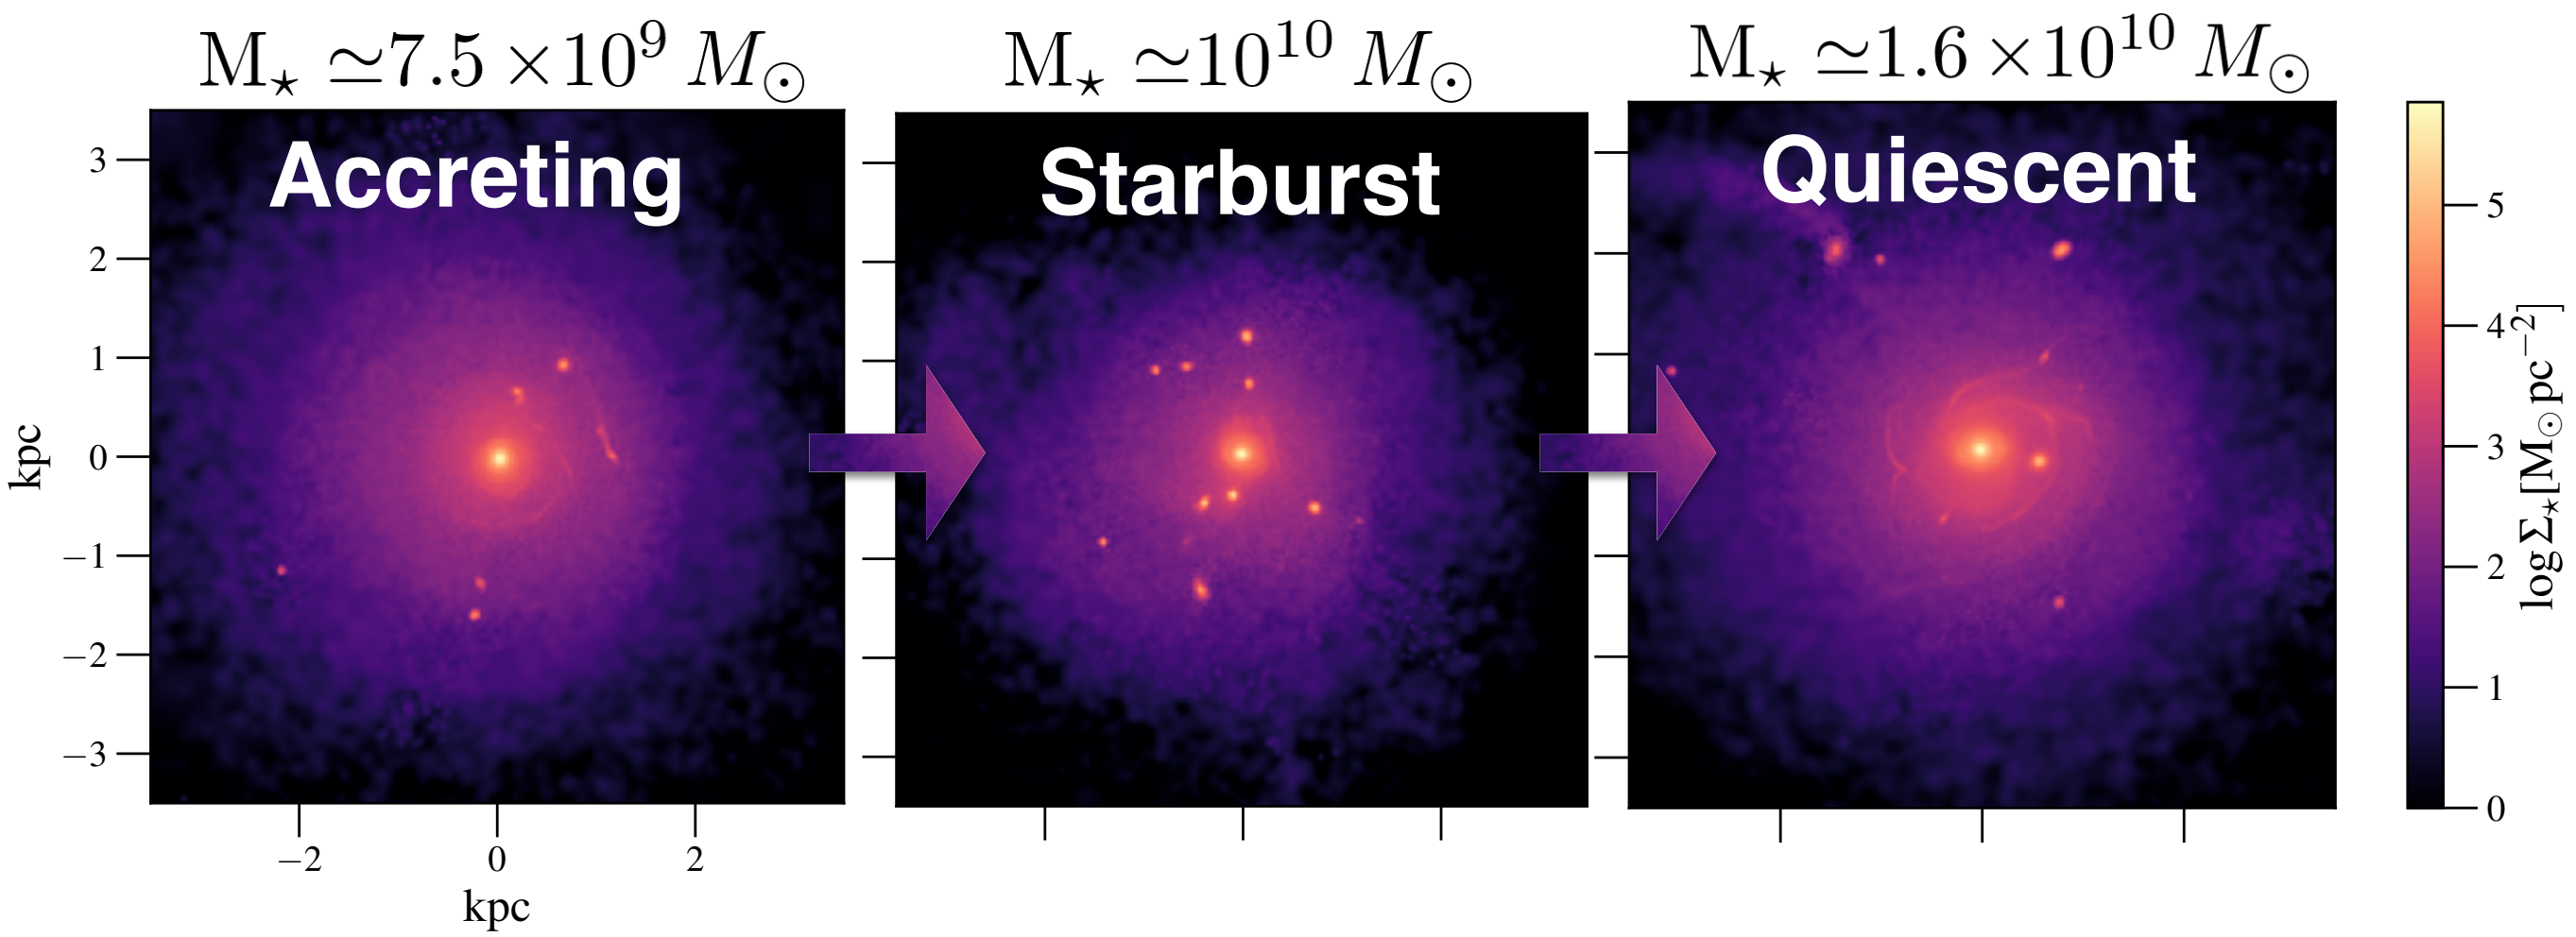 M⋆ ≃7.5 ×10⁹ M☉
M⋆ ≃10¹⁰ M☉
M⋆ ≃1.6 ×10¹⁰ M☉
Accreting
Starburst
Quiescent
3
2
1
0
−1
−2
−3
kpc
−2
0
2
kpc
5
4
3
2
1
0
log Σ⋆[M☉pc⁻²]